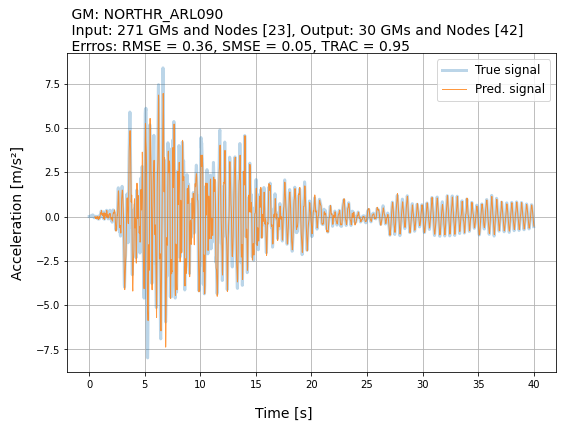 GM: NORTHR_ARL090
Input: 271 GMs and Nodes [23], Output: 30 GMs and Nodes [42]
Errros: RMSE = 0.36, SMSE = 0.05, TRAC = 0.95
True signal
Pred. signal
Acceleration [m/s²]
7.5
5.0
2.5
0.0
−2.5
−5.0
−7.5
0 5 10 15 20 25 30 35 40
Time [s]